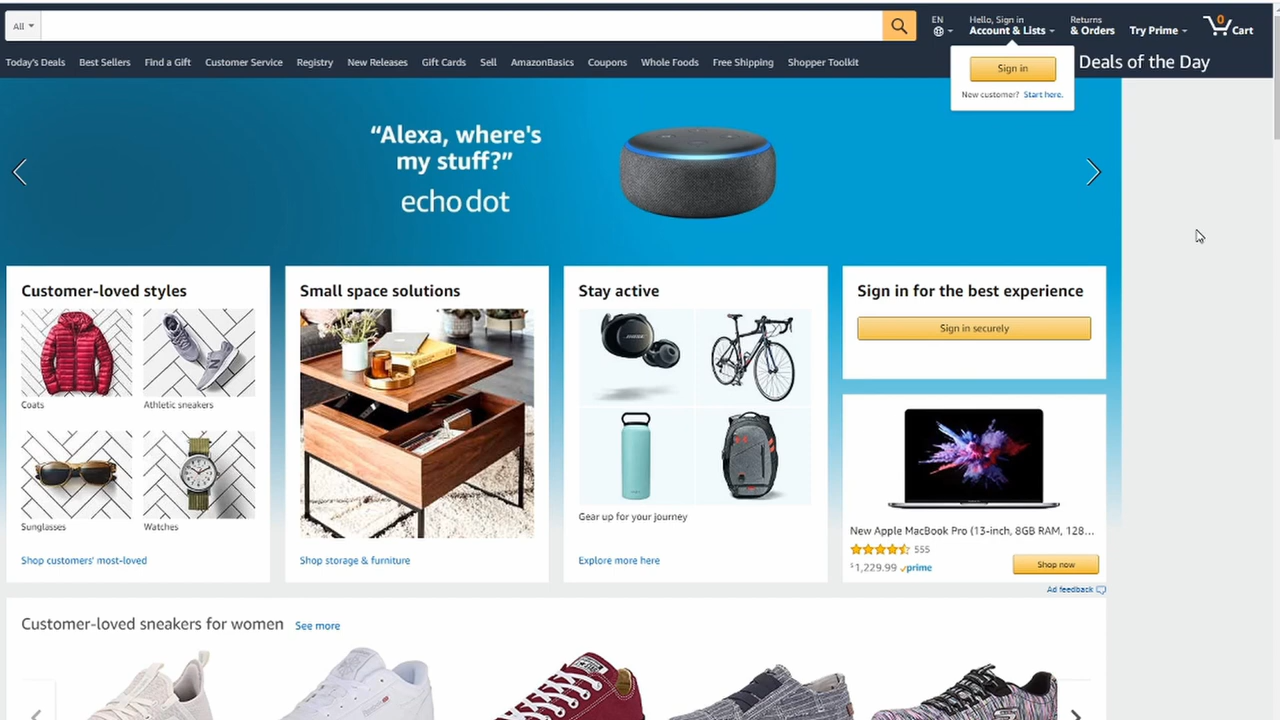 All
EN
Hello, Sign in
Account & Lists
Returns
& Orders
Try Prime
0
Cart
Today's Deals
Best Sellers
Find a Gift
Customer Service
Registry
New Releases
Gift Cards
Sell
AmazonBasics
Coupons
Whole Foods
Free Shipping
Shopper Toolkit
Deals of the Day
Sign in
New customer? Start here.
“Alexa, where's
my stuff?”
echo dot
Customer-loved styles
Coats
Athletic sneakers
Sunglasses
Watches
Shop customers' most-loved
Small space solutions
Shop storage & furniture
Stay active
BOSE
Gear up for your journey
Explore more here
Sign in for the best experience
Sign in securely
New Apple MacBook Pro (13-inch, 8GB RAM, 128...
555
$1,229.99 prime
Shop now
Ad feedback
Customer-loved sneakers for women See more